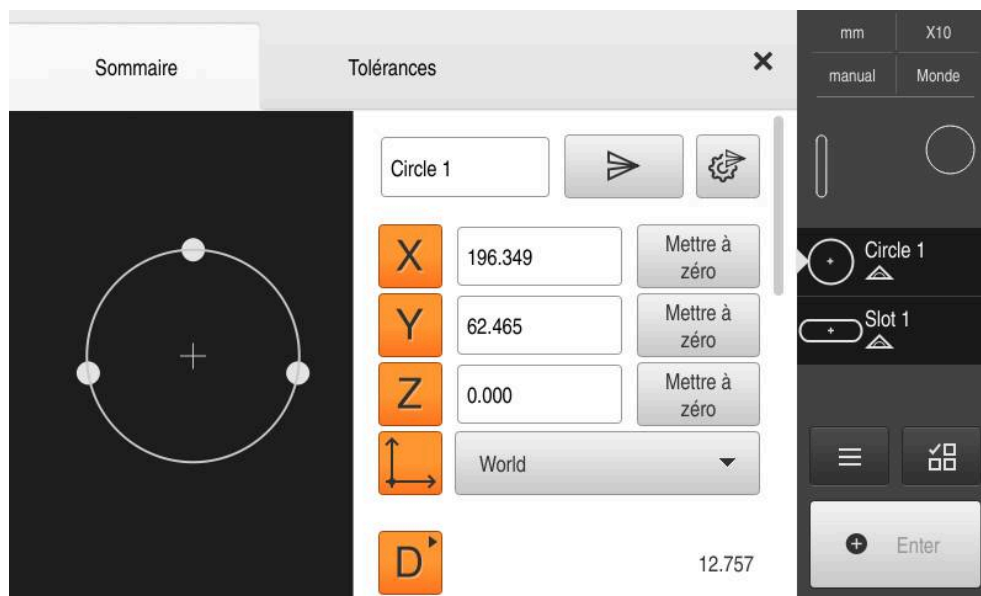 Sommaire
Tolérances
mm X10
manual Monde
Circle 1
X 196.349 Mettre à zéro
Y 62.465 Mettre à zéro
Z 0.000 Mettre à zéro
World
D 12.757
Circle 1
Slot 1
Enter